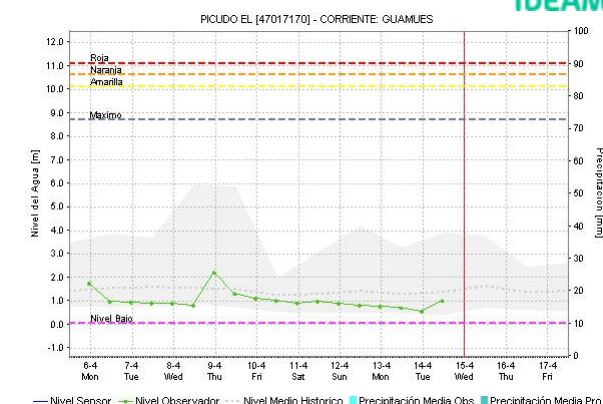 IDEAM
PICUDO EL [47017170] - CORRIENTE: GUAMUES
12.0
11.0
10.0
9.0
8.0
7.0
6.0
5.0
4.0
3.0
2.0
1.0
0.0
-1.0
Nivel del Agua [m]
Roja
Naranja
Amarilla
Maximo
Nivel Bajo
100
90
80
70
60
50
40
30
20
10
0
Precipitacion [mm]
6-4 7-4 8-4 9-4 10-4 11-4 12-4 13-4 14-4 15-4 16-4 17-4
Mon Tue Wed Thu Fri Sat Sun Mon Tue Wed Thu Fri
Nivel Sensor Nivel Observador Nivel Medio Historico Precipitación Media Obs. Precipitación Media Pro